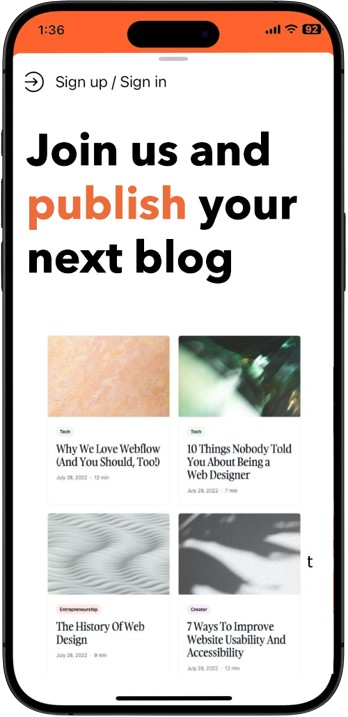 1:36
92
Sign up / Sign in
Join us and
publish your
next blog
Tech
Why We Love Webflow
(And You Should, Too!)
July 28, 2022 · 12 min
Tech
10 Things Nobody Told
You About Being a
Web Designer
July 28, 2022 · 7 min
t
Entrepreneurship
The History Of Web
Design
July 28, 2022 · 9 min
Creator
7 Ways To Improve
Website Usability And
Accessibility
July 28, 2022 · 12 min